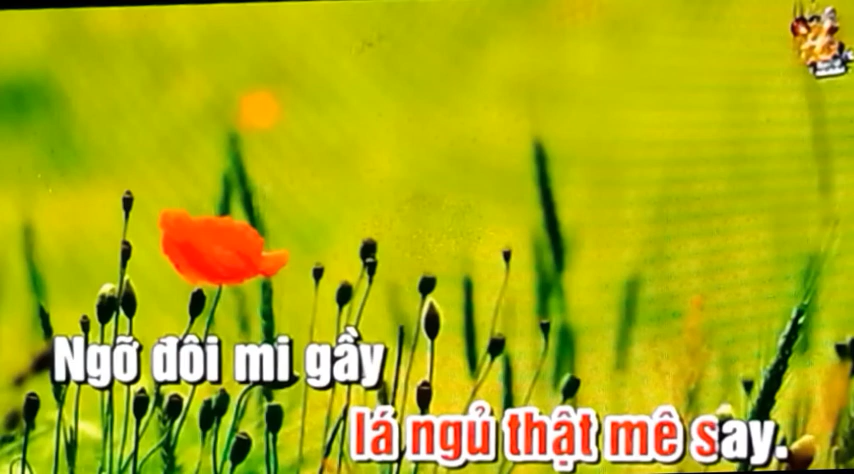 Ngỡ đôi mi gầy
lá ngủ thật mê say.